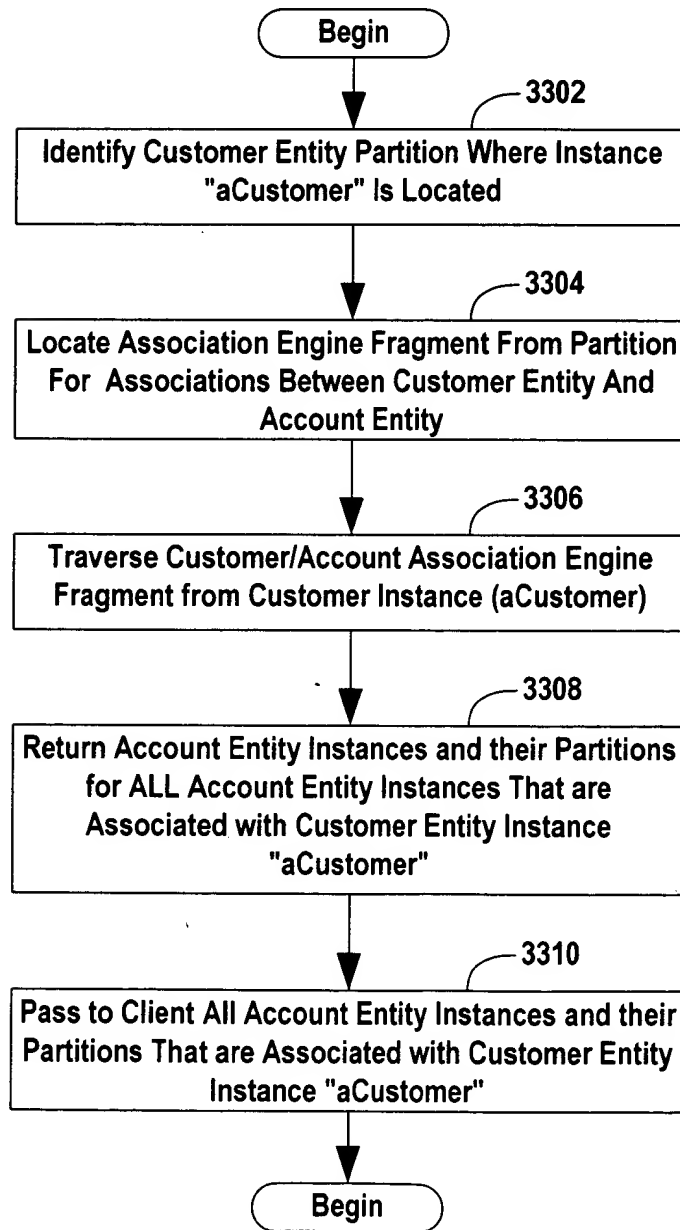 Begin
3302
Identify Customer Entity Partition Where Instance
"aCustomer" Is Located
3304
Locate Association Engine Fragment From Partition
For Associations Between Customer Entity And
Account Entity
3306
Traverse Customer/Account Association Engine
Fragment from Customer Instance (aCustomer)
3308
Return Account Entity Instances and their Partitions
for ALL Account Entity Instances That are
Associated with Customer Entity Instance
"aCustomer"
3310
Pass to Client All Account Entity Instances and their
Partitions That are Associated with Customer Entity
Instance "aCustomer"
Begin